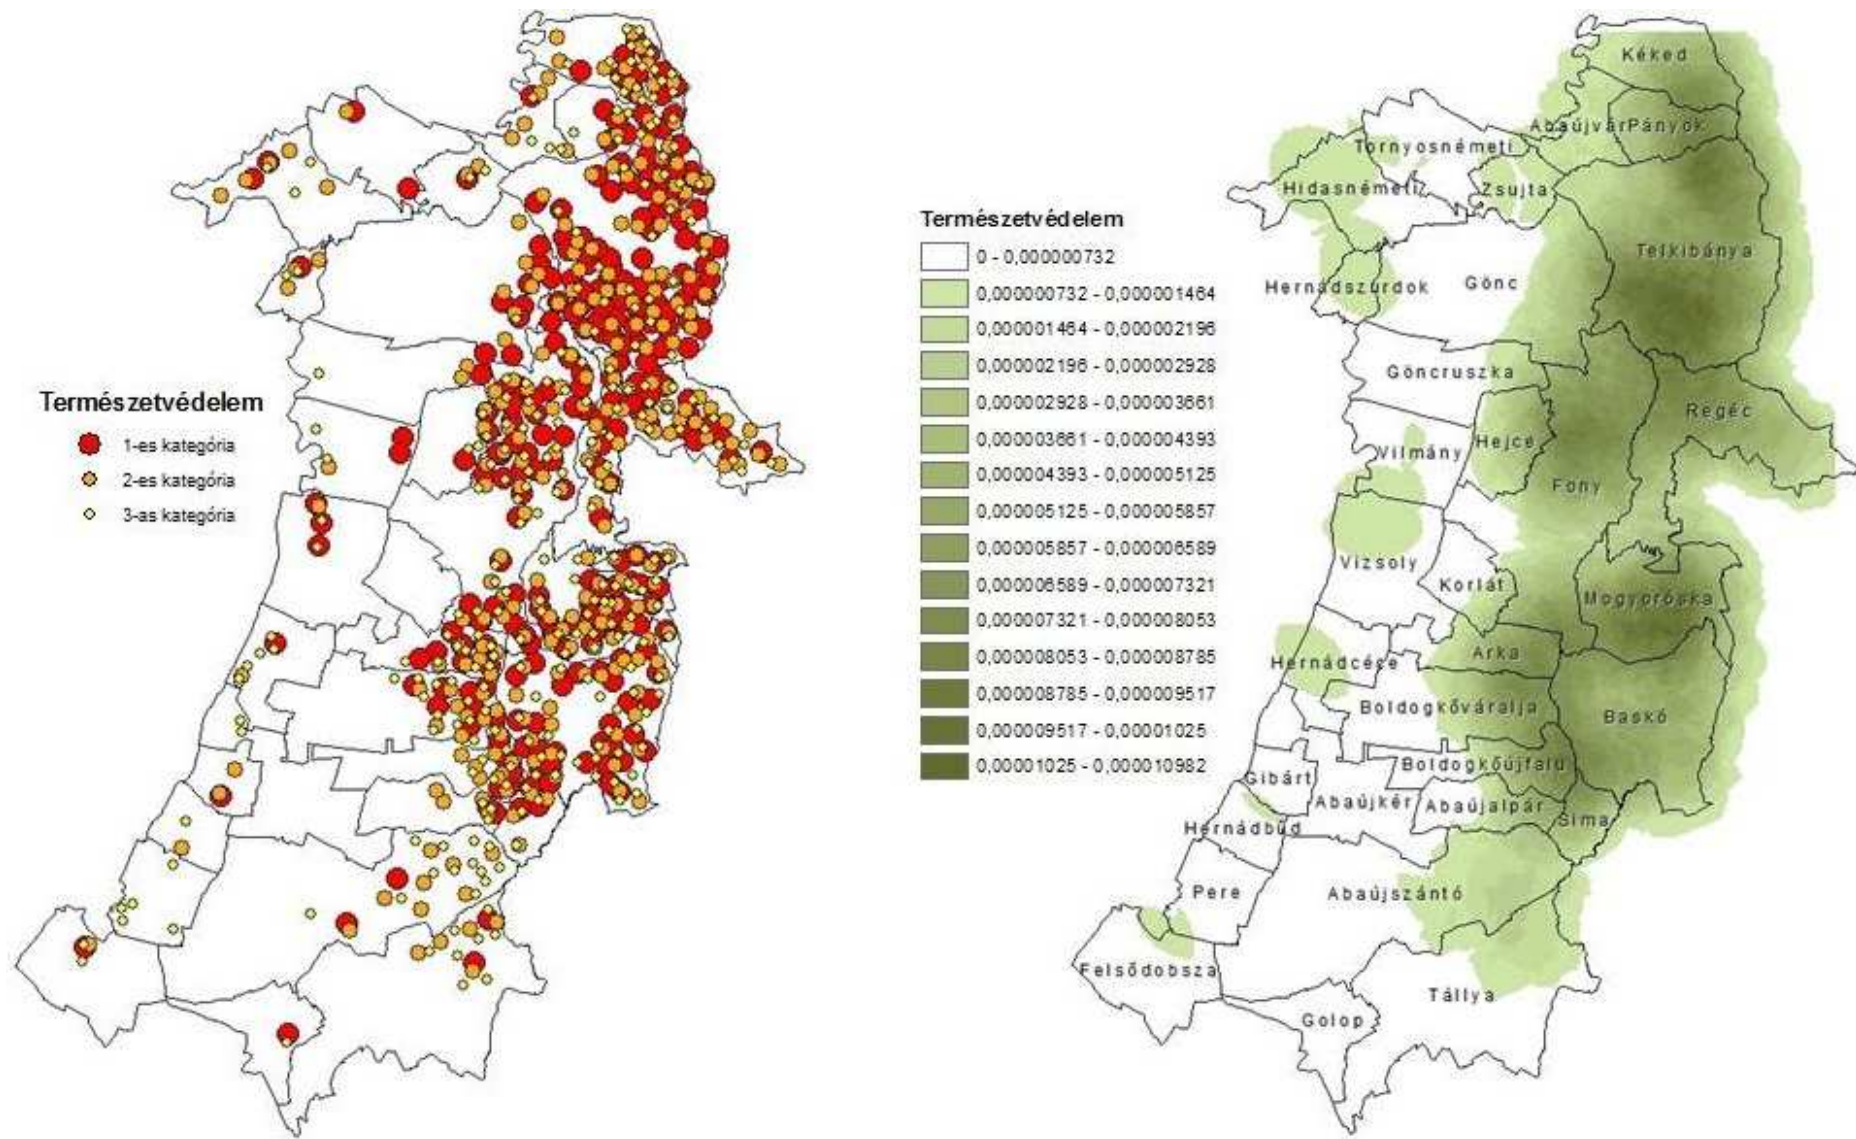 Természetvédelem
1-es kategória
2-es kategória
3-as kategória
Természetvédelem
0 - 0,000000732
0,000000732 - 0,000001464
0,000001464 - 0,000002196
0,000002196 - 0,000002928
0,000002928 - 0,000003661
0,000003661 - 0,000004393
0,000004393 - 0,000005125
0,000005125 - 0,000005857
0,000005857 - 0,000006589
0,000006589 - 0,000007321
0,000007321 - 0,000008053
0,000008053 - 0,000008785
0,000008785 - 0,000009517
0,000009517 - 0,00001025
0,00001025 - 0,000010982
Kéked
Abaújvár Pányok
Tornyosnémeti
Hidasnémeti Zsujta
Telkibánya
Hernádszurdok Gönc
Göncruszka
Regéc
Vilmány Hejce
Fony
Vizsoly
Korlát
Mogyoróska
Hernádcéce Arka
Boldogkőváralja Baskó
Boldogkőújfalu
Gibárt
Abaújkér Abaújalpár
Hernádbűd Sima
Pere Abaújszántó
Felsődobsza
Tállya
Golop